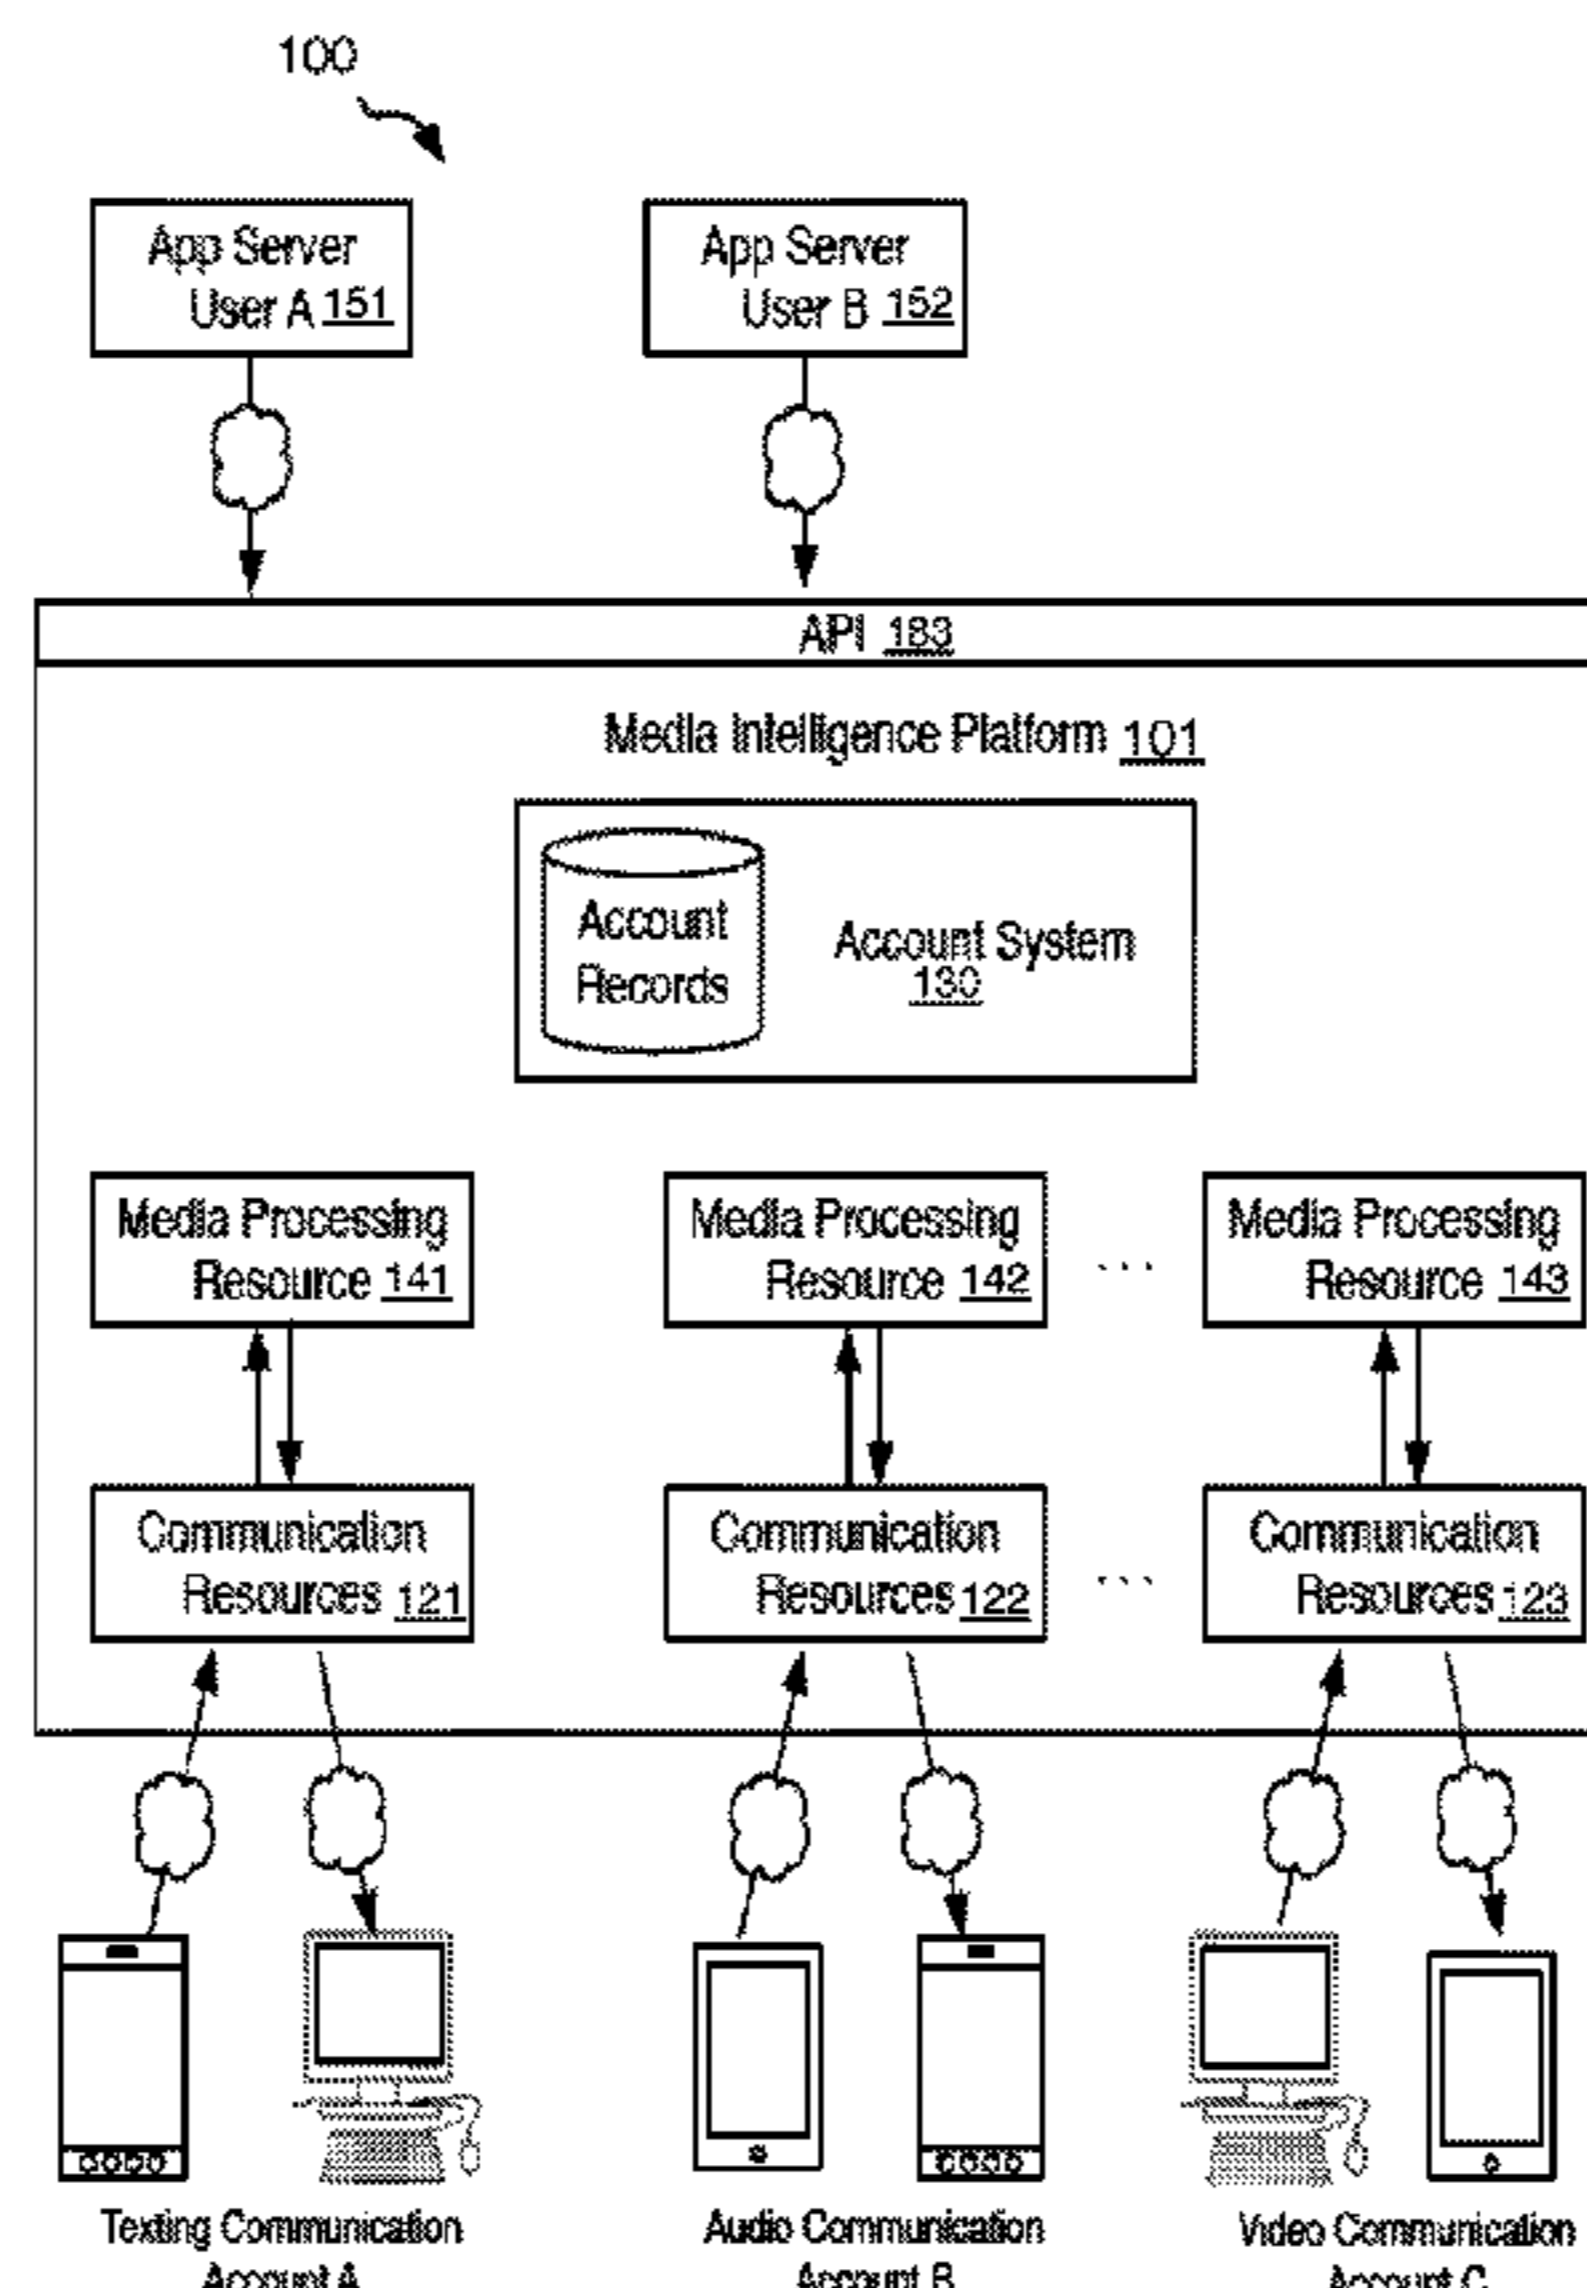 100
App Server
User A 151
App Server
User B 152
API 183
Media Intelligence Platform 101
Account
Records
Account System
130
Media Processing
Resource 141
Media Processing
Resource 142
...
Media Processing
Resource 143
Communication
Resources 121
Communication
Resources 122
...
Communication
Resources 123
Texting Communication
Account A
Audio Communication
Account B
Video Communication
Account C